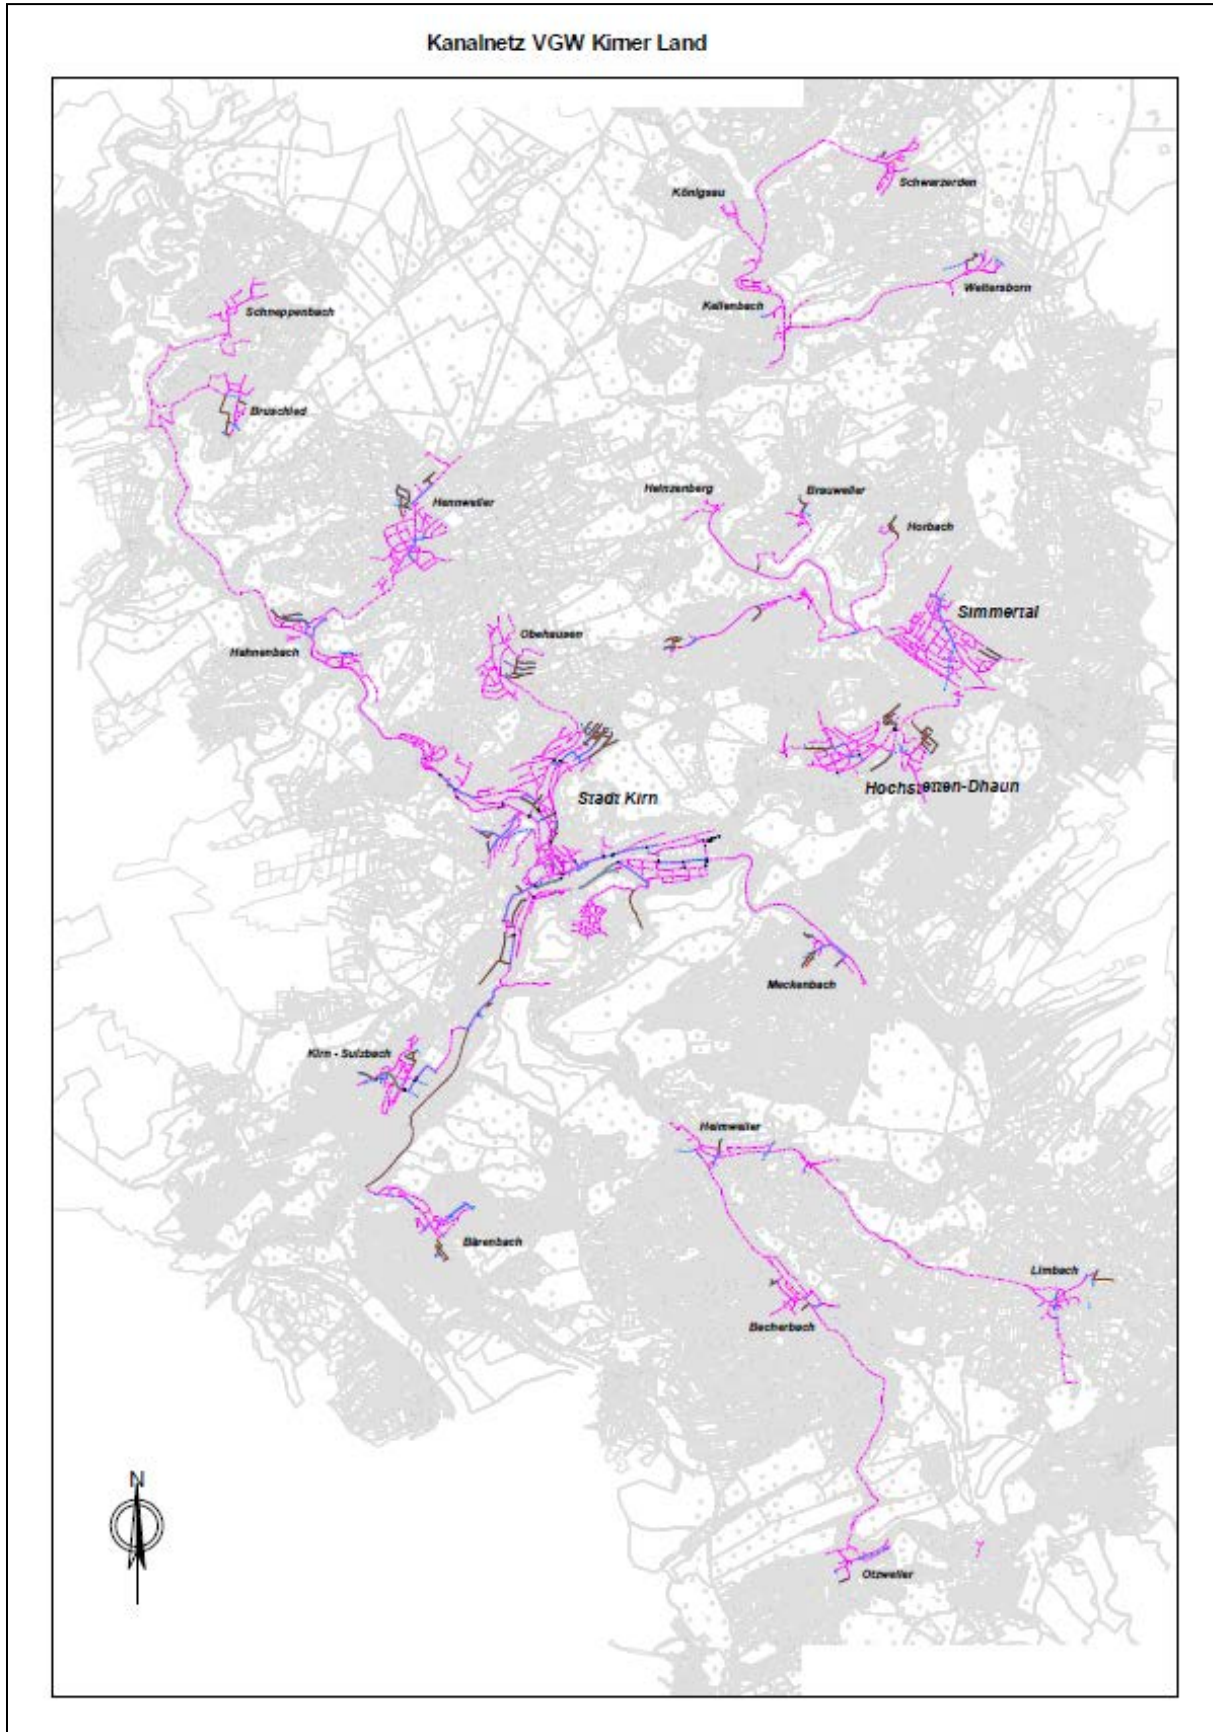 Kanalnetz VGW Kirner Land
Schwarzerden
Königsau
Weitersborn
Kellenbach
Schneppenbach
Bruschied
Hennweiler
Heinzenberg
Brauweiler
Horbach
Simmertal
Obehausen
Hahnenbach
Hochstetten-Dhaun
Stadt Kirn
Meckenbach
Kirn - Sulzbach
Heimweiler
Bärenbach
Limbach
Becherbach
N
Otzweiler